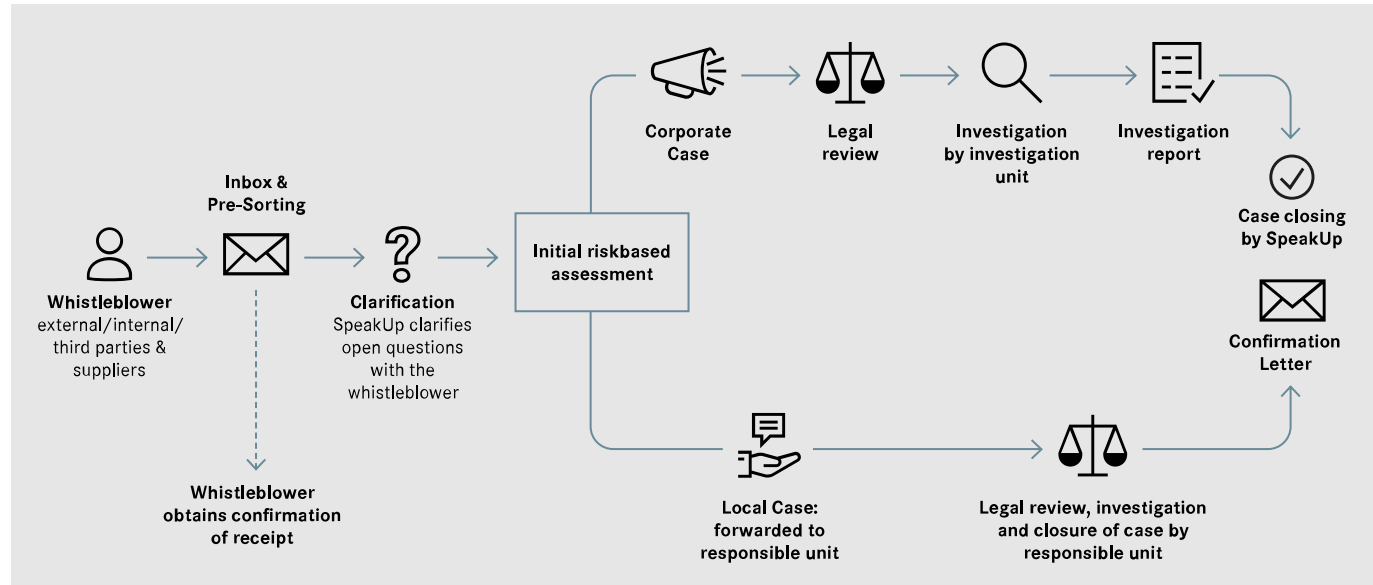 Whistleblower
external/internal/
third parties &
suppliers
Inbox &
Pre-Sorting
Whistleblower
obtains confirmation
of receipt
Clarification
SpeakUp clarifies
open questions
with the
whistleblower
Initial riskbased
assessment
Corporate
Case
Legal
review
Investigation
by investigation
unit
Investigation
report
Case closing
by SpeakUp
Confirmation
Letter
Local Case:
forwarded to
responsible unit
Legal review, investigation
and closure of case by
responsible unit